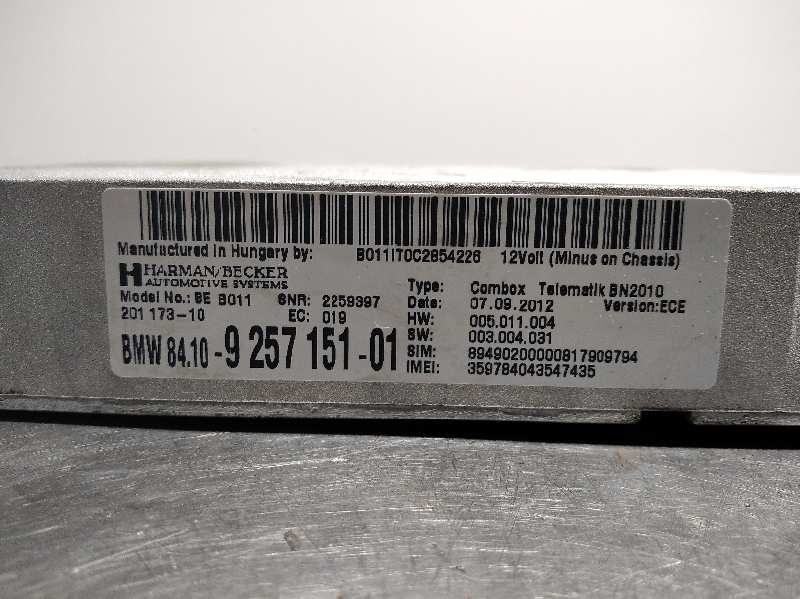 Manufactured in Hungary by: B011IT0C2854226 12Volt (Minus on Chassis)
HARMAN/BECKER
AUTOMOTIVE SYSTEMS
Type: Combox Telematik BN2010
Model No.: BE B011 SNR: 2259397 Date: 07.09.2012 Version:ECE
201 173-10 EC: 019 HW: 005.011.004
SW: 003.004.031
BMW 84.10 - 9 257 151 - 01
SIM: 89490200000817909794
IMEI: 359784043547435